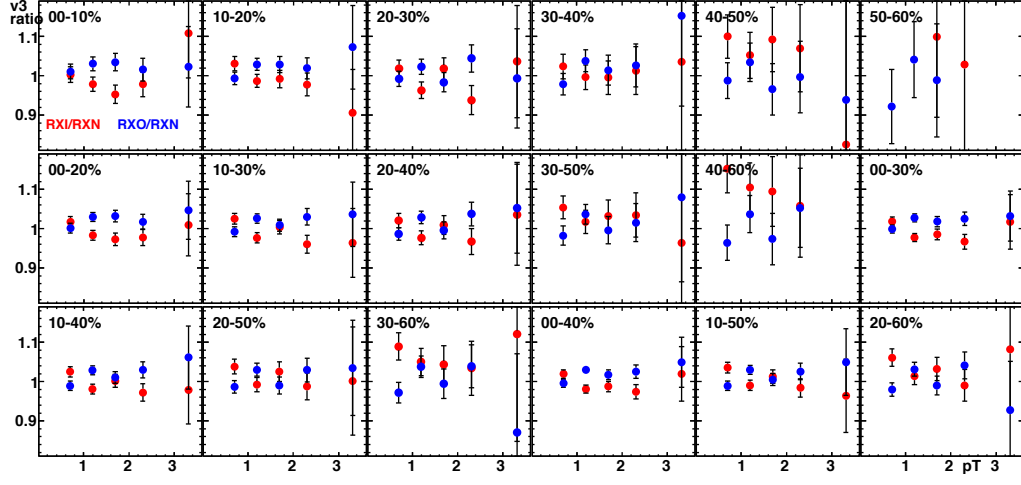 v3
ratio
00-10% 10-20% 20-30% 30-40% 40-50% 50-60%
1.1
1
0.9
RXI/RXN RXO/RXN
00-20% 10-30% 20-40% 30-50% 40-60% 00-30%
1.1
1
0.9
10-40% 20-50% 30-60% 00-40% 10-50% 20-60%
1.1
1
0.9
1 2 3 1 2 3 1 2 3 1 2 3 1 2 3 1 2 pT 3